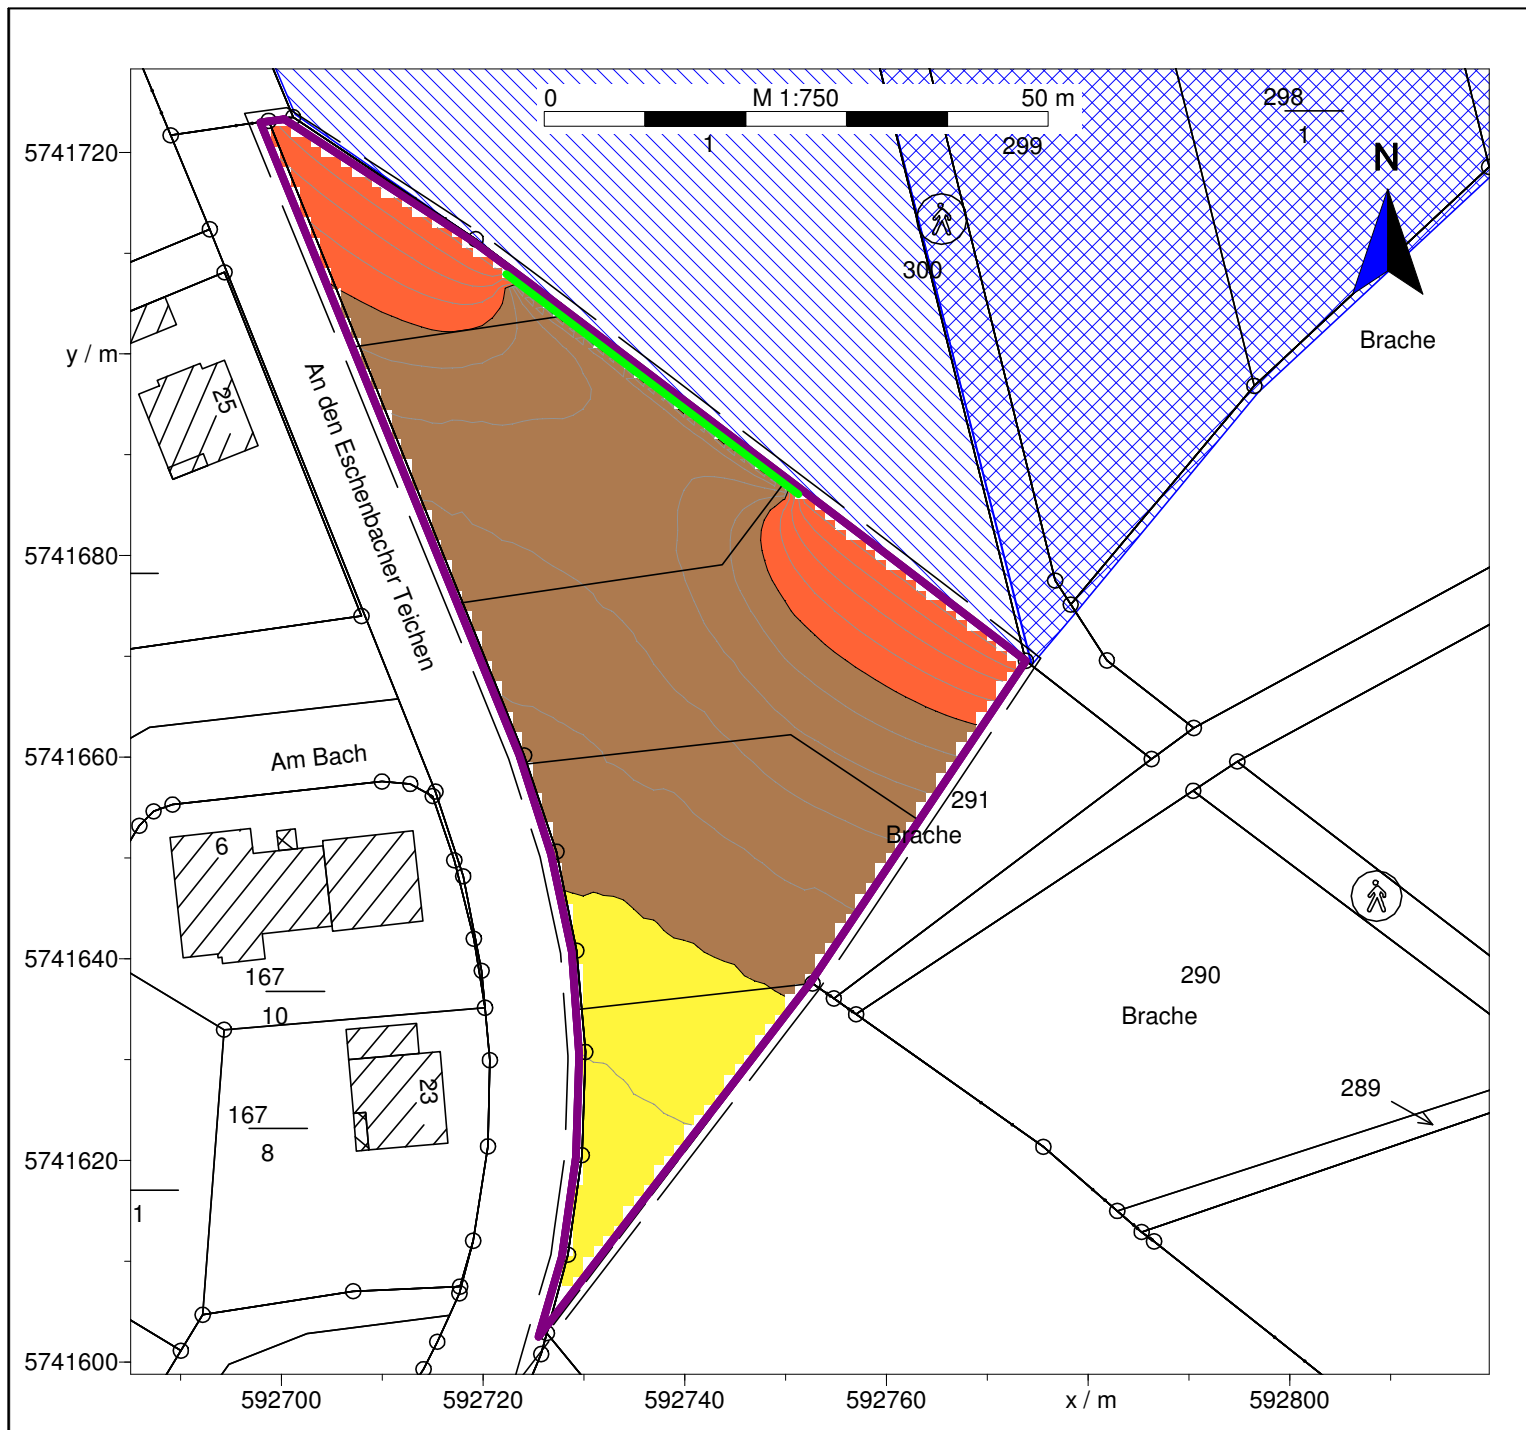 0 M 1:750 50 m
298
1
1
299
5741720
N
300
Brache
y / m
25
An den Eschenbacher Teichen
5741680
Am Bach
5741660
291
Brache
6
5741640
167
10
290
Brache
23
289
167
8
5741620
1
5741600
592700 592720 592740 592760 x / m 592800